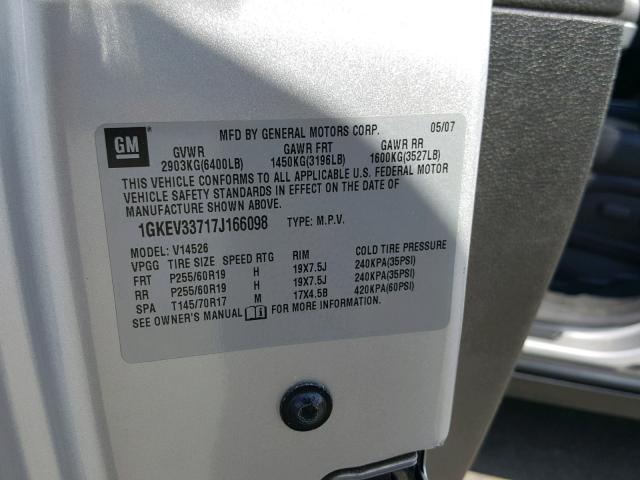 GM
MFD BY GENERAL MOTORS CORP. 05/07
GVWR GAWR FRT GAWR RR
2903KG(6400LB) 1450KG(3196LB) 1600KG(3527LB)
THIS VEHICLE CONFORMS TO ALL APPLICABLE U.S. FEDERAL MOTOR
VEHICLE SAFETY STANDARDS IN EFFECT ON THE DATE OF
MANUFACTURE SHOWN ABOVE.
1GKEV33717J166098 TYPE: M.P.V.
MODEL: V14526
VPGG TIRE SIZE SPEED RTG RIM COLD TIRE PRESSURE
FRT P255/60R19 H 19X7.5J 240KPA(35PSI)
RR P255/60R19 H 19X7.5J 240KPA(35PSI)
SPA T145/70R17 M 17X4.5B 420KPA(60PSI)
SEE OWNER'S MANUAL FOR MORE INFORMATION.